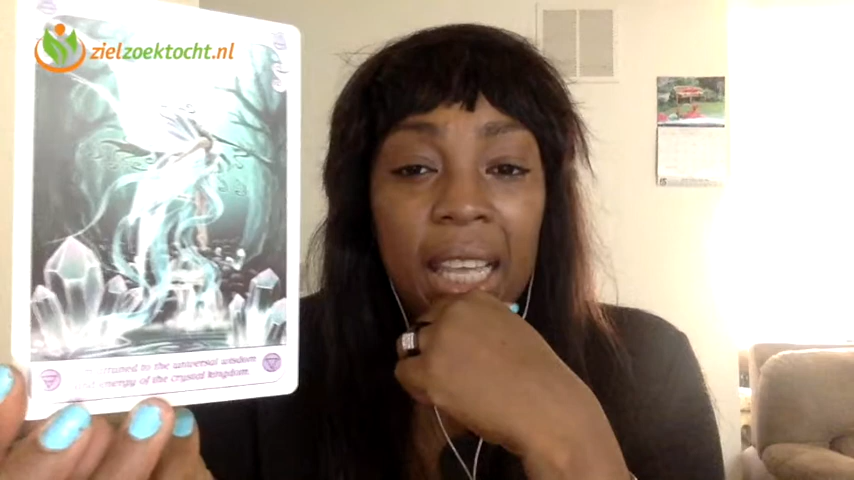 zielzoektocht.nl
attuned to the universal wisdom
and energy of the crystal kingdom.